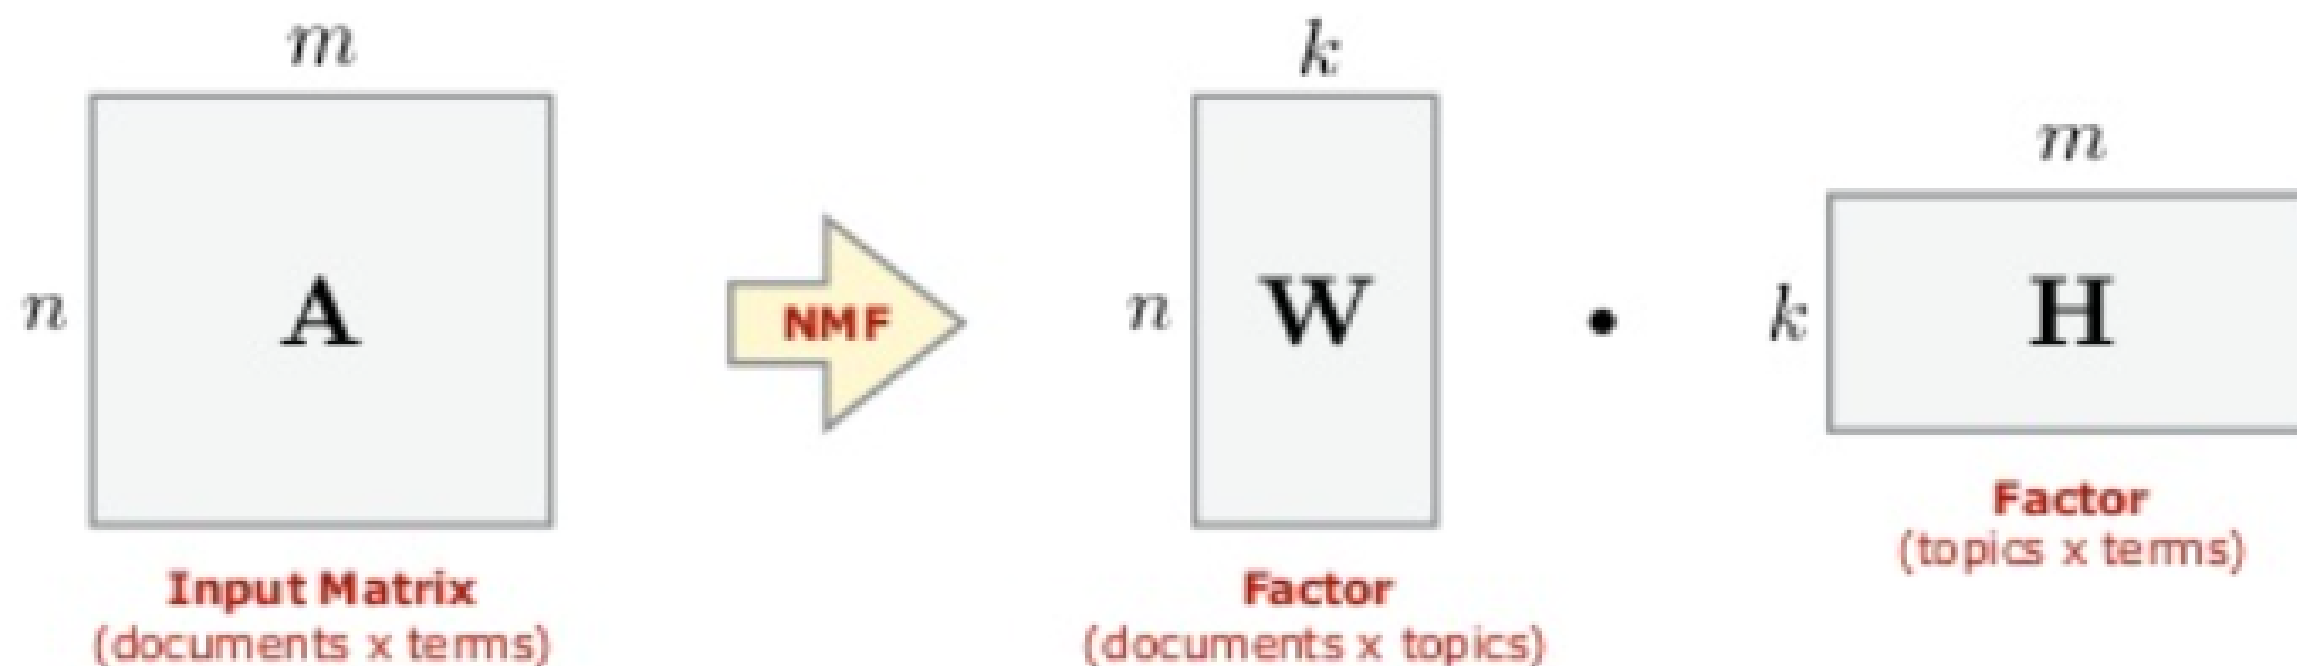 m
n
A
Input Matrix
(documents x terms)
NMF
k
n
W
Factor
(documents x topics)
•
m
k
H
Factor
(topics x terms)